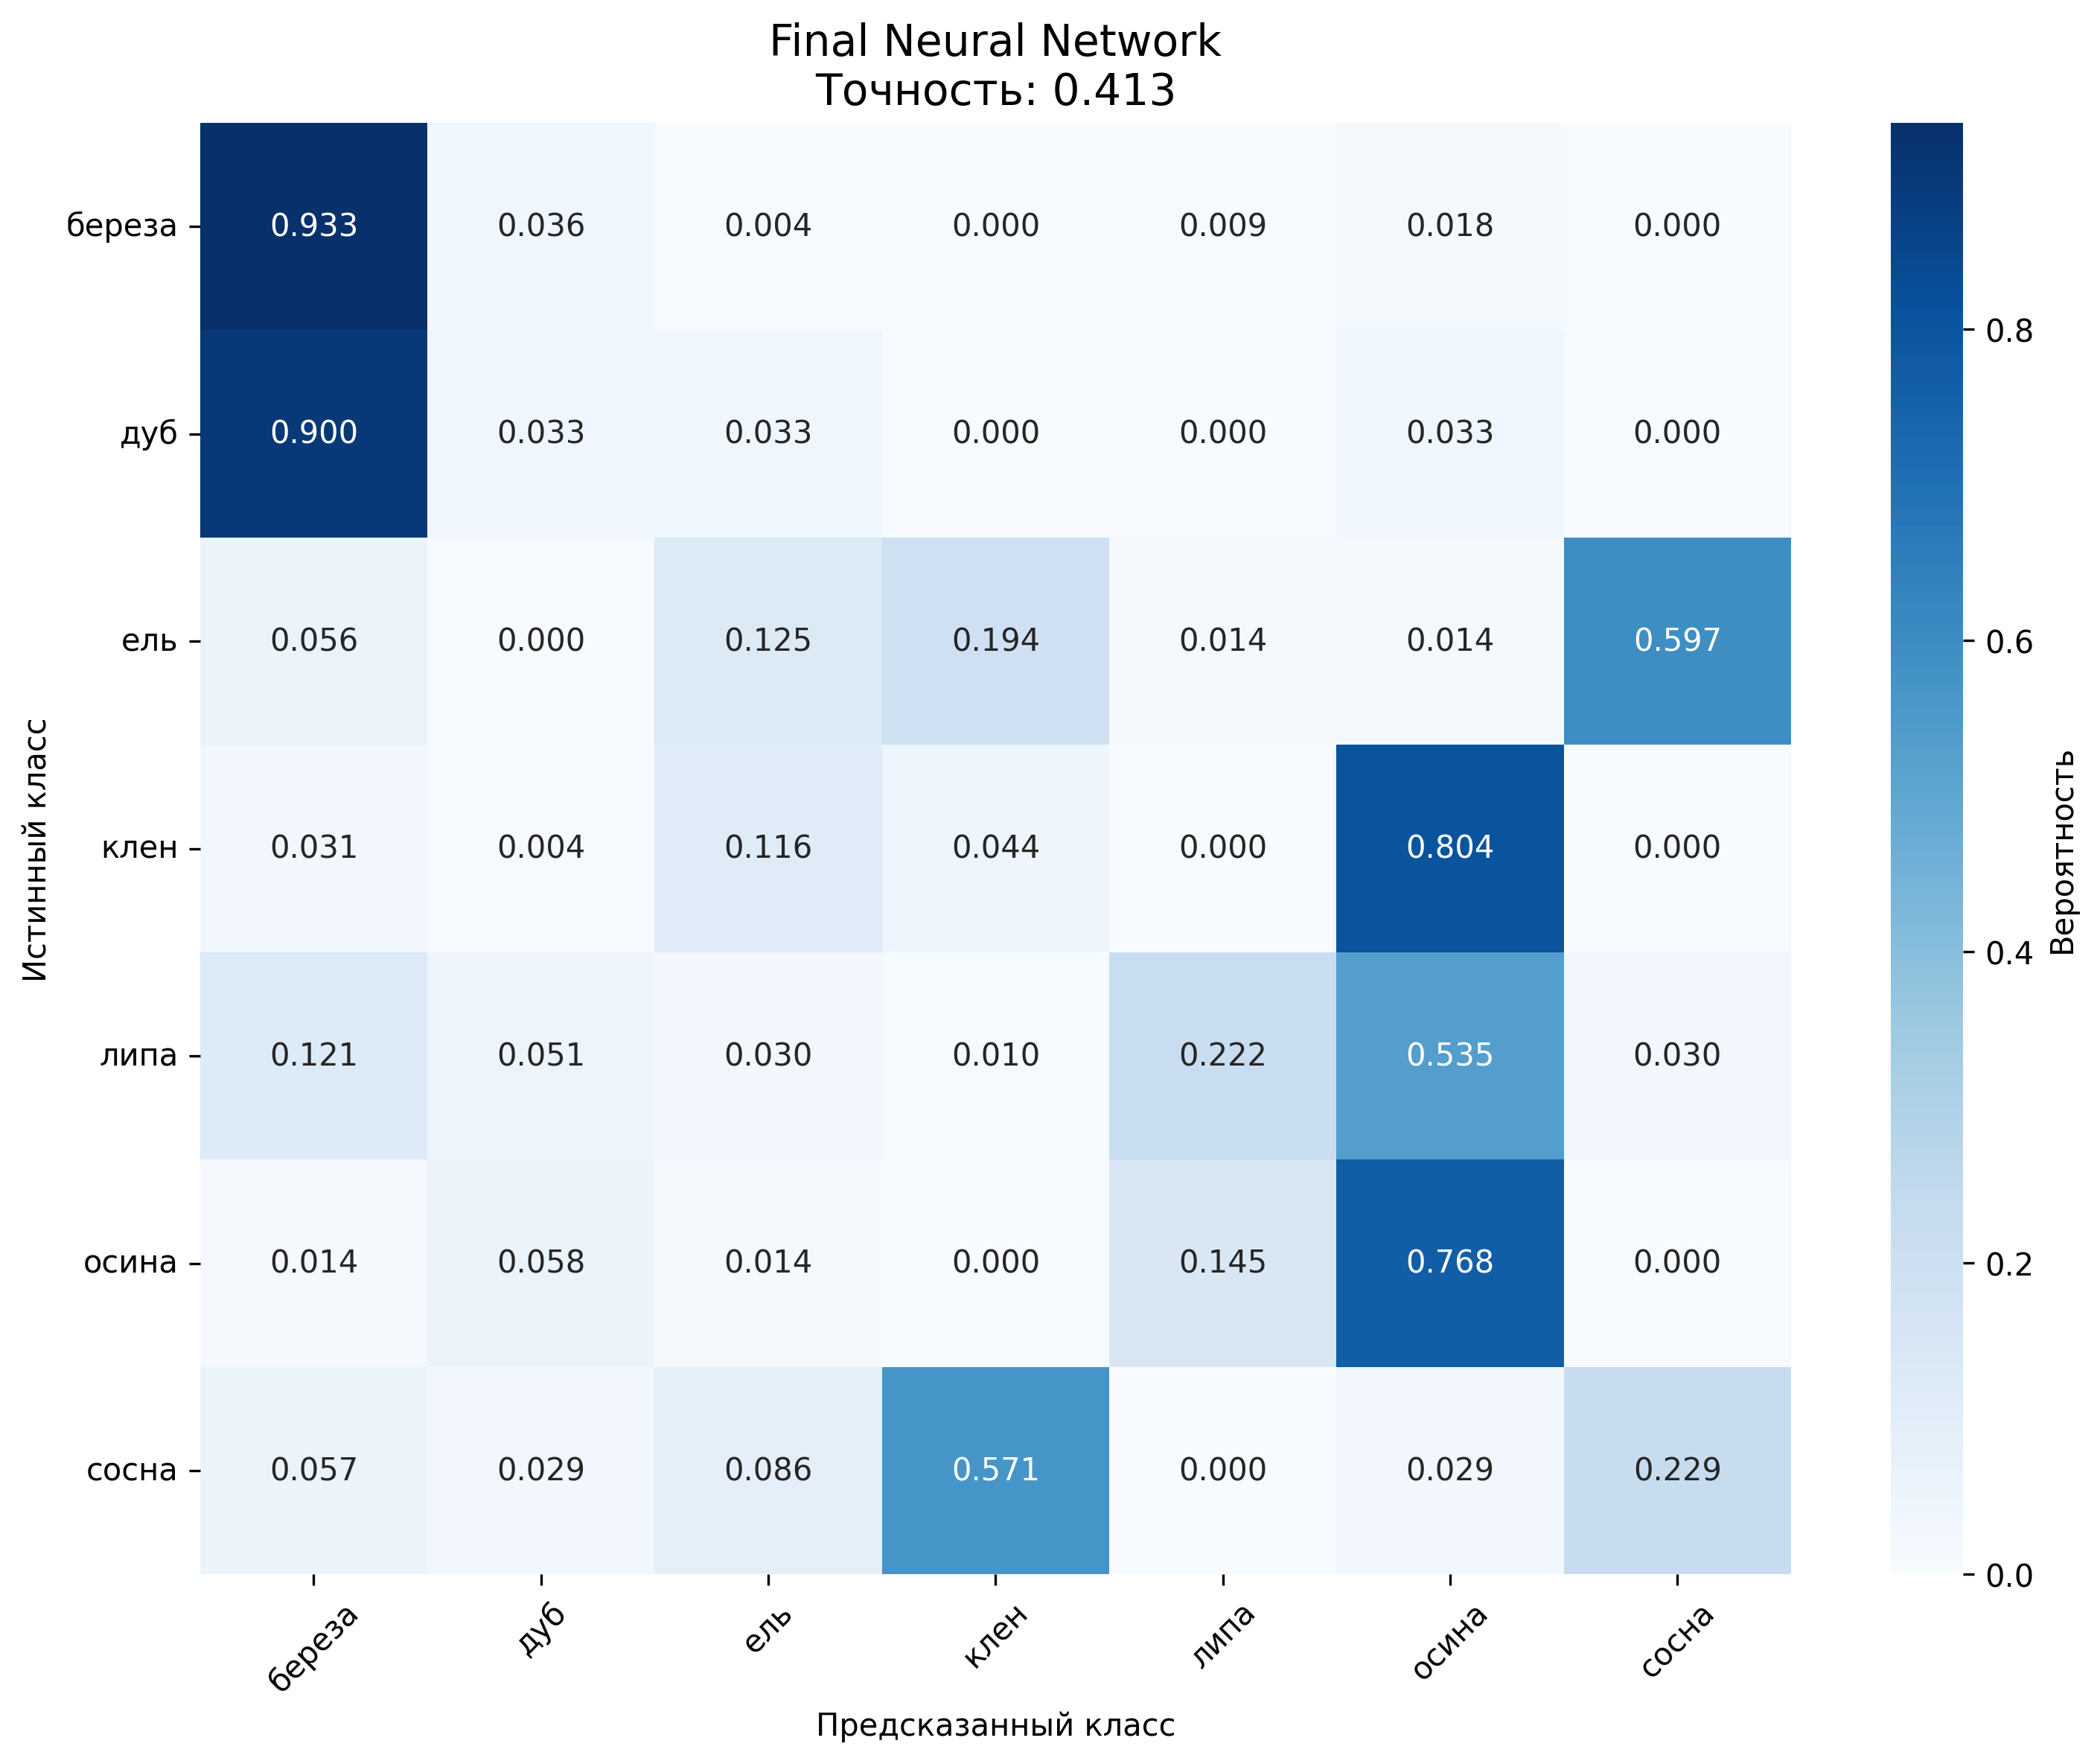 Final Neural Network
Точность: 0.413
береза 0.933 0.036 0.004 0.000 0.009 0.018 0.000
дуб 0.900 0.033 0.033 0.000 0.000 0.033 0.000
ель 0.056 0.000 0.125 0.194 0.014 0.014 0.597
клен 0.031 0.004 0.116 0.044 0.000 0.804 0.000
липа 0.121 0.051 0.030 0.010 0.222 0.535 0.030
осина 0.014 0.058 0.014 0.000 0.145 0.768 0.000
сосна 0.057 0.029 0.086 0.571 0.000 0.029 0.229
береза дуб ель клен липа осина сосна
Предсказанный класс
Истинный класс
0.8
0.6
0.4
0.2
0.0
Вероятность